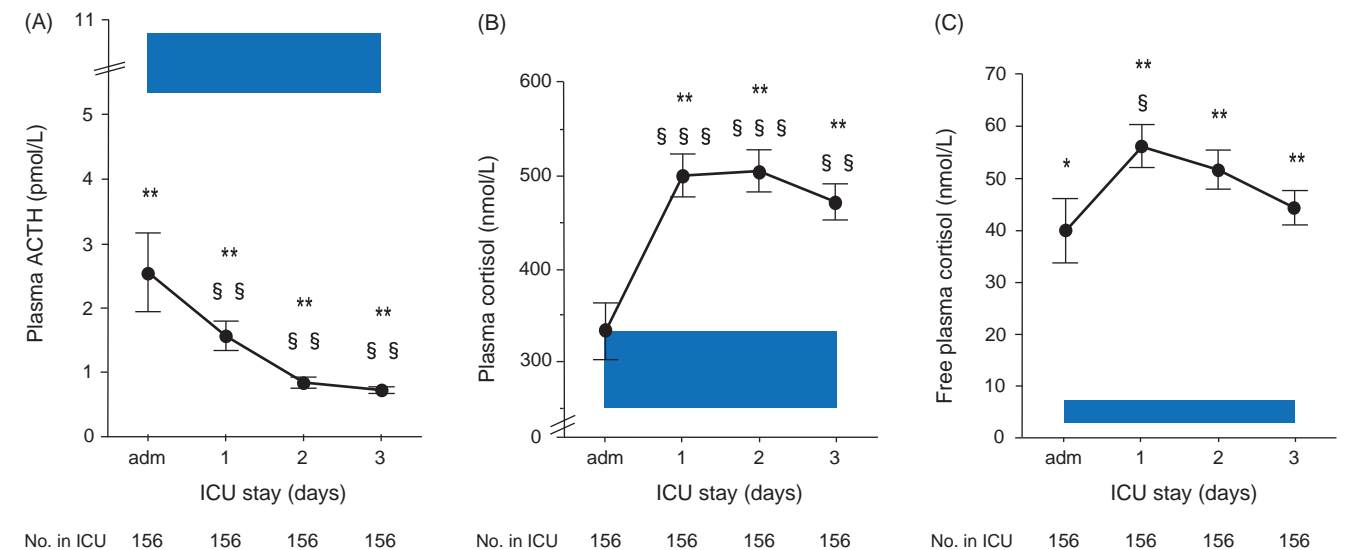 (A)
11
5
4
3
2
1
0
Plasma ACTH (pmol/L)
**
**
§ §
**
§ §
**
§ §
adm 1 2 3
ICU stay (days)
No. in ICU 156 156 156 156
(B)
600
500
400
300
0
Plasma cortisol (nmol/L)
**
§ § §
**
§ § §
**
§ §
adm 1 2 3
ICU stay (days)
No. in ICU 156 156 156 156
(C)
70
60
50
40
30
20
10
0
Free plasma cortisol (nmol/L)
*
**
§
**
**
adm 1 2 3
ICU stay (days)
No. in ICU 156 156 156 156